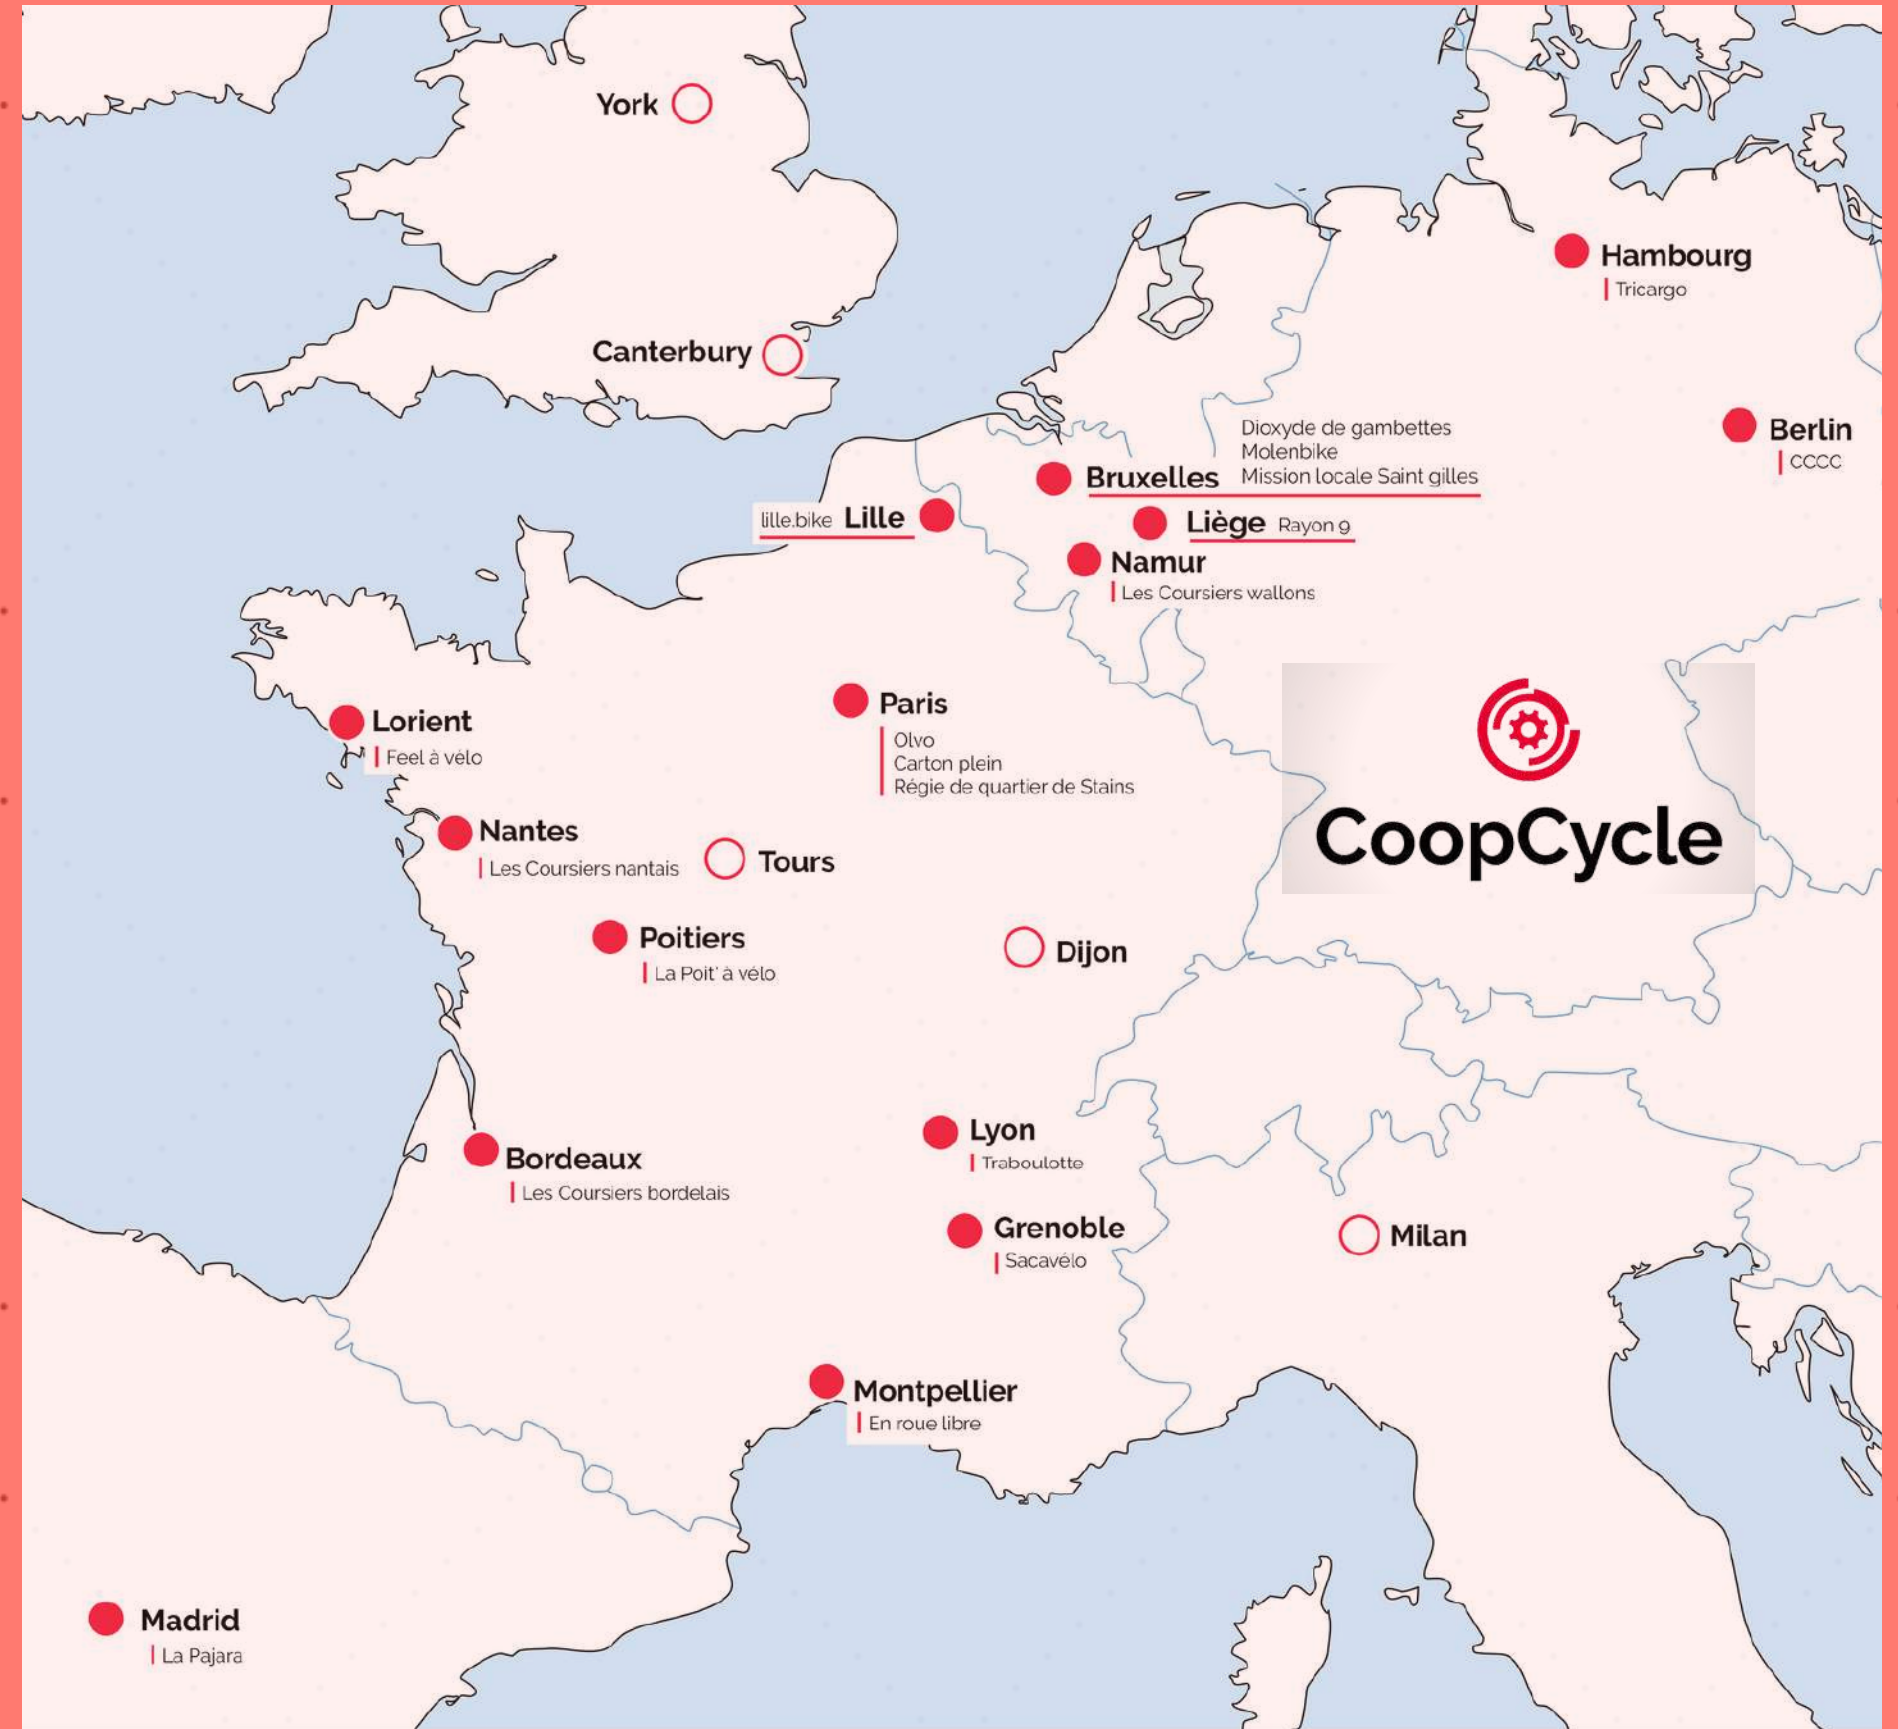 York
Hambourg
Tricargo
Canterbury
Berlin
CCCC
Dioxyde de gambettes
Molenbike
Bruxelles Mission locale Saint gilles
lille.bike Lille
Liège Rayon 9
Namur
Les Coursiers wallons
Paris
Olvo
Carton plein
Régie de quartier de Stains
Lorient
Feel à vélo
CoopCycle
Nantes
Les Coursiers nantais
Tours
Poitiers
La Poit' à vélo
Dijon
Lyon
Traboulotte
Bordeaux
Les Coursiers bordelais
Grenoble
Sacavélo
Milan
Montpellier
En roue libre
Madrid
La Pajara